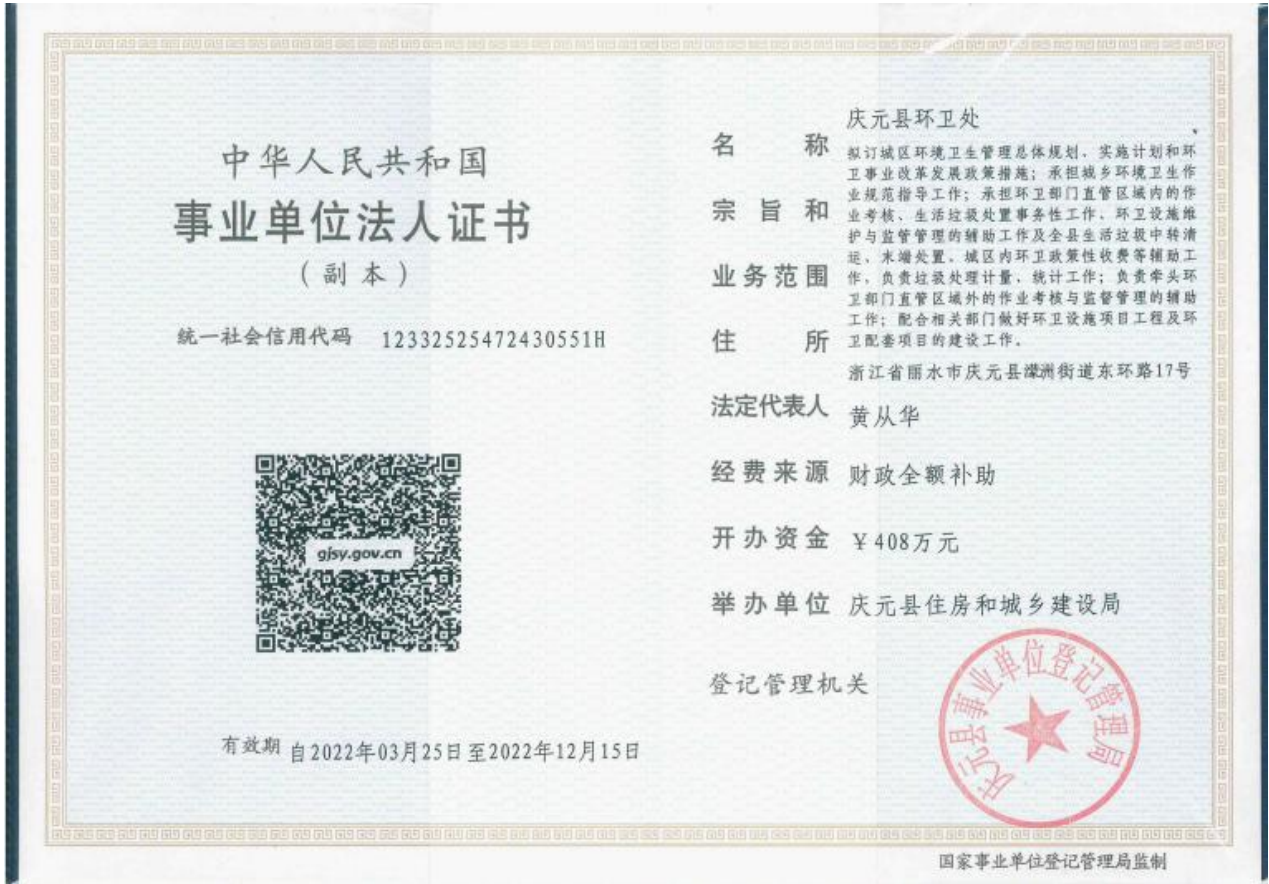 中华人民共和国
事业单位法人证书
（副本）
统一社会信用代码 12332525472430551H
gjsy.gov.cn
有效期 自2022年03月25日至2022年12月15日
名称 庆元县环卫处
宗旨和
业务范围
拟订城区环境卫生管理总体规划、实施计划和环
卫事业改革发展政策措施；承担城乡环境卫生作
业规范指导工作；承担环卫部门直管区域内的作
业考核、生活垃圾处置事务性工作、环卫设施维
护与监管管理的辅助工作及全县生活垃圾中转清
运、末端处置、城区内环卫政策性收费等辅助工
作，负责垃圾处理计量、统计工作；负责牵头环
卫部门直管区域外的作业考核与监督管理的辅助
工作；配合相关部门做好环卫设施项目工程及环
卫配套项目的建设工作。
住所 浙江省丽水市庆元县濛洲街道东环路17号
法定代表人 黄从华
经费来源 财政全额补助
开办资金 ￥408万元
举办单位 庆元县住房和城乡建设局
登记管理机关
庆元县事业单位登记管理局
国家事业单位登记管理局监制